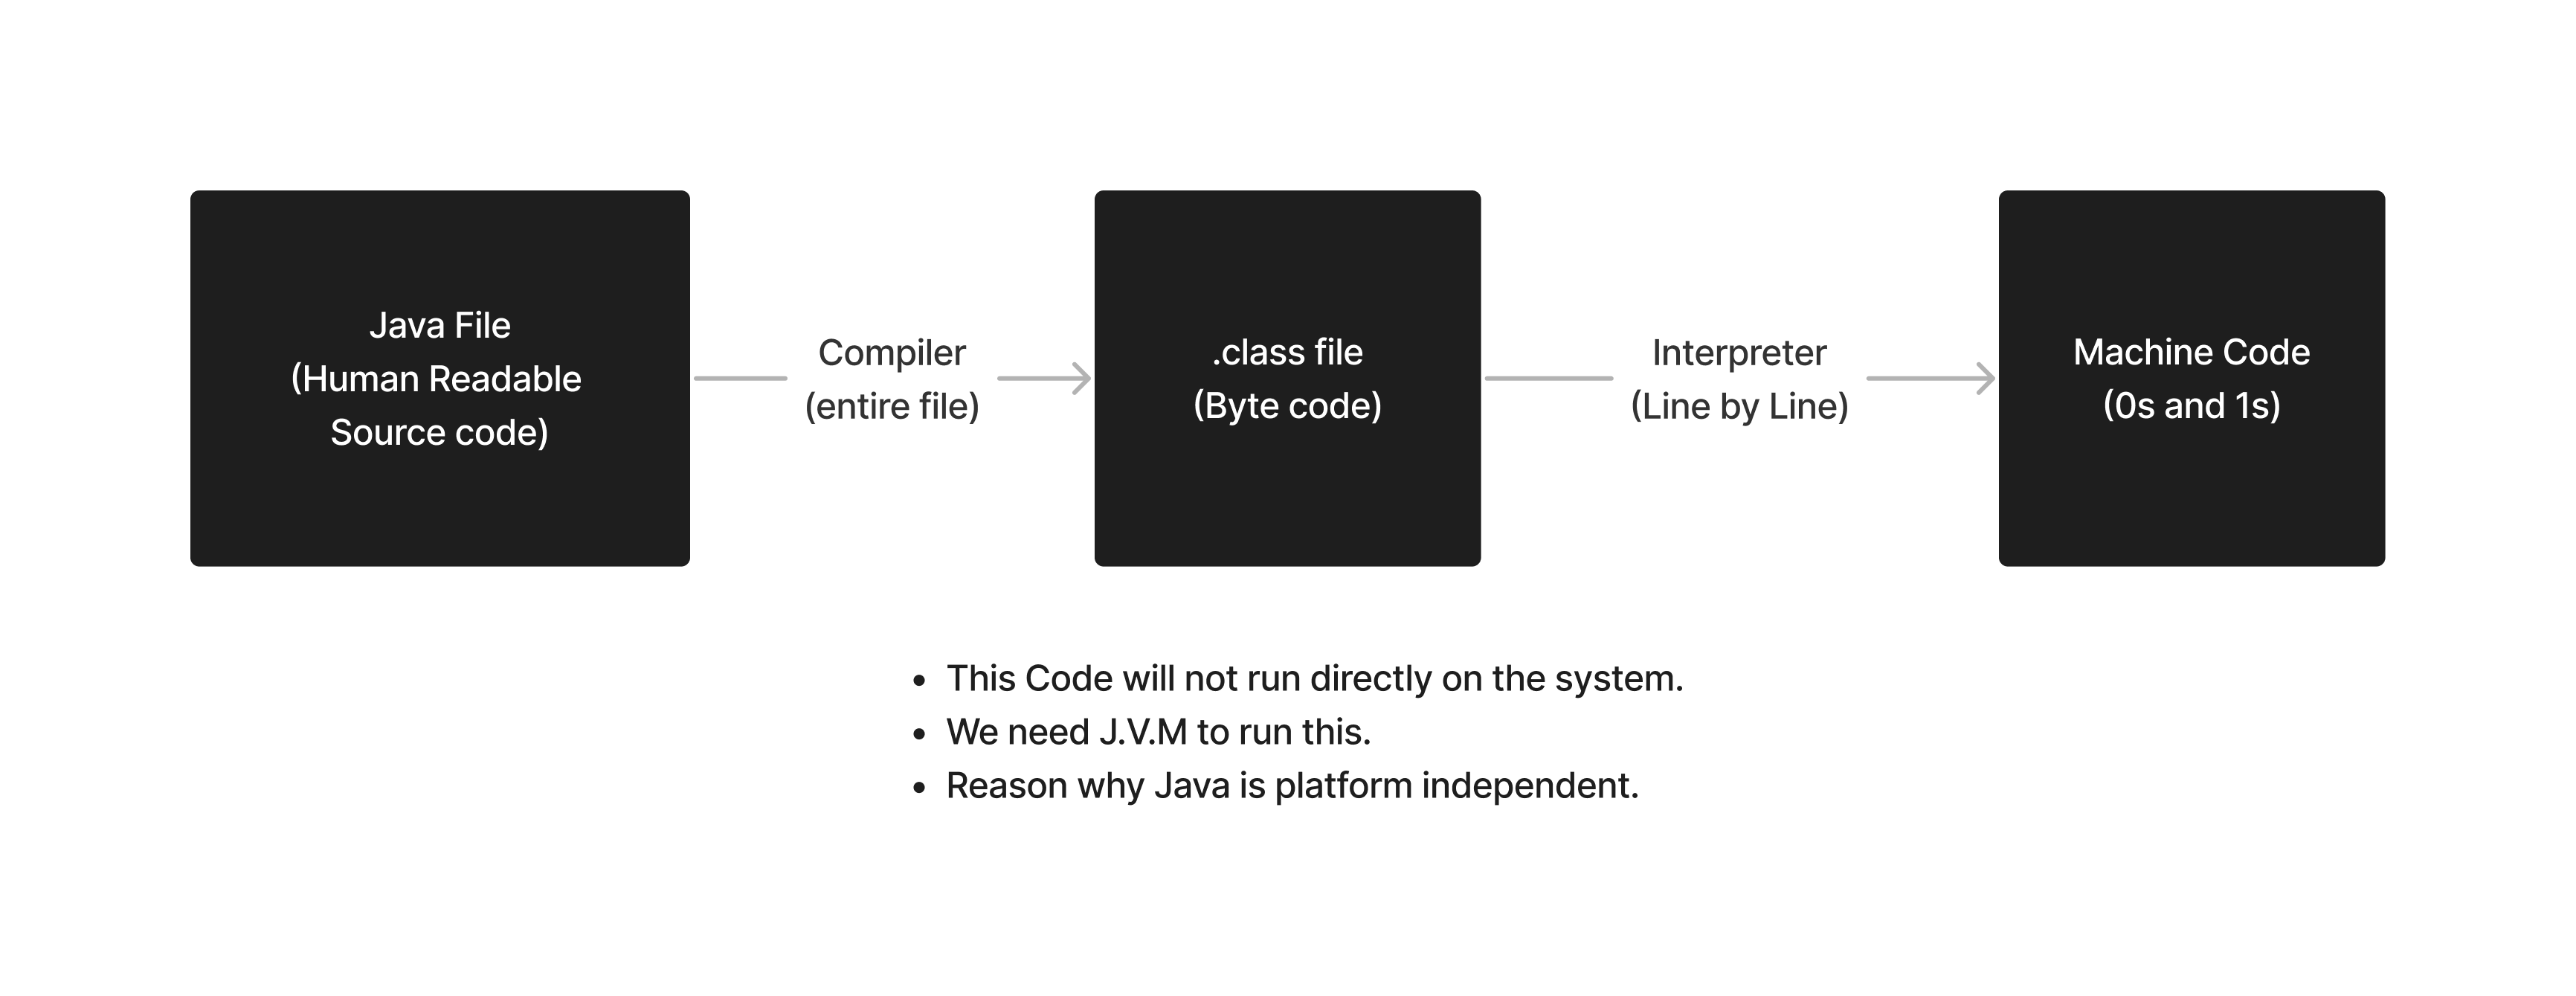 Java File
(Human Readable
Source code)
Compiler
(entire file)
.class file
(Byte code)
Interpreter
(Line by Line)
Machine Code
(0s and 1s)
• This Code will not run directly on the system.
• We need J.V.M to run this.
• Reason why Java is platform independent.